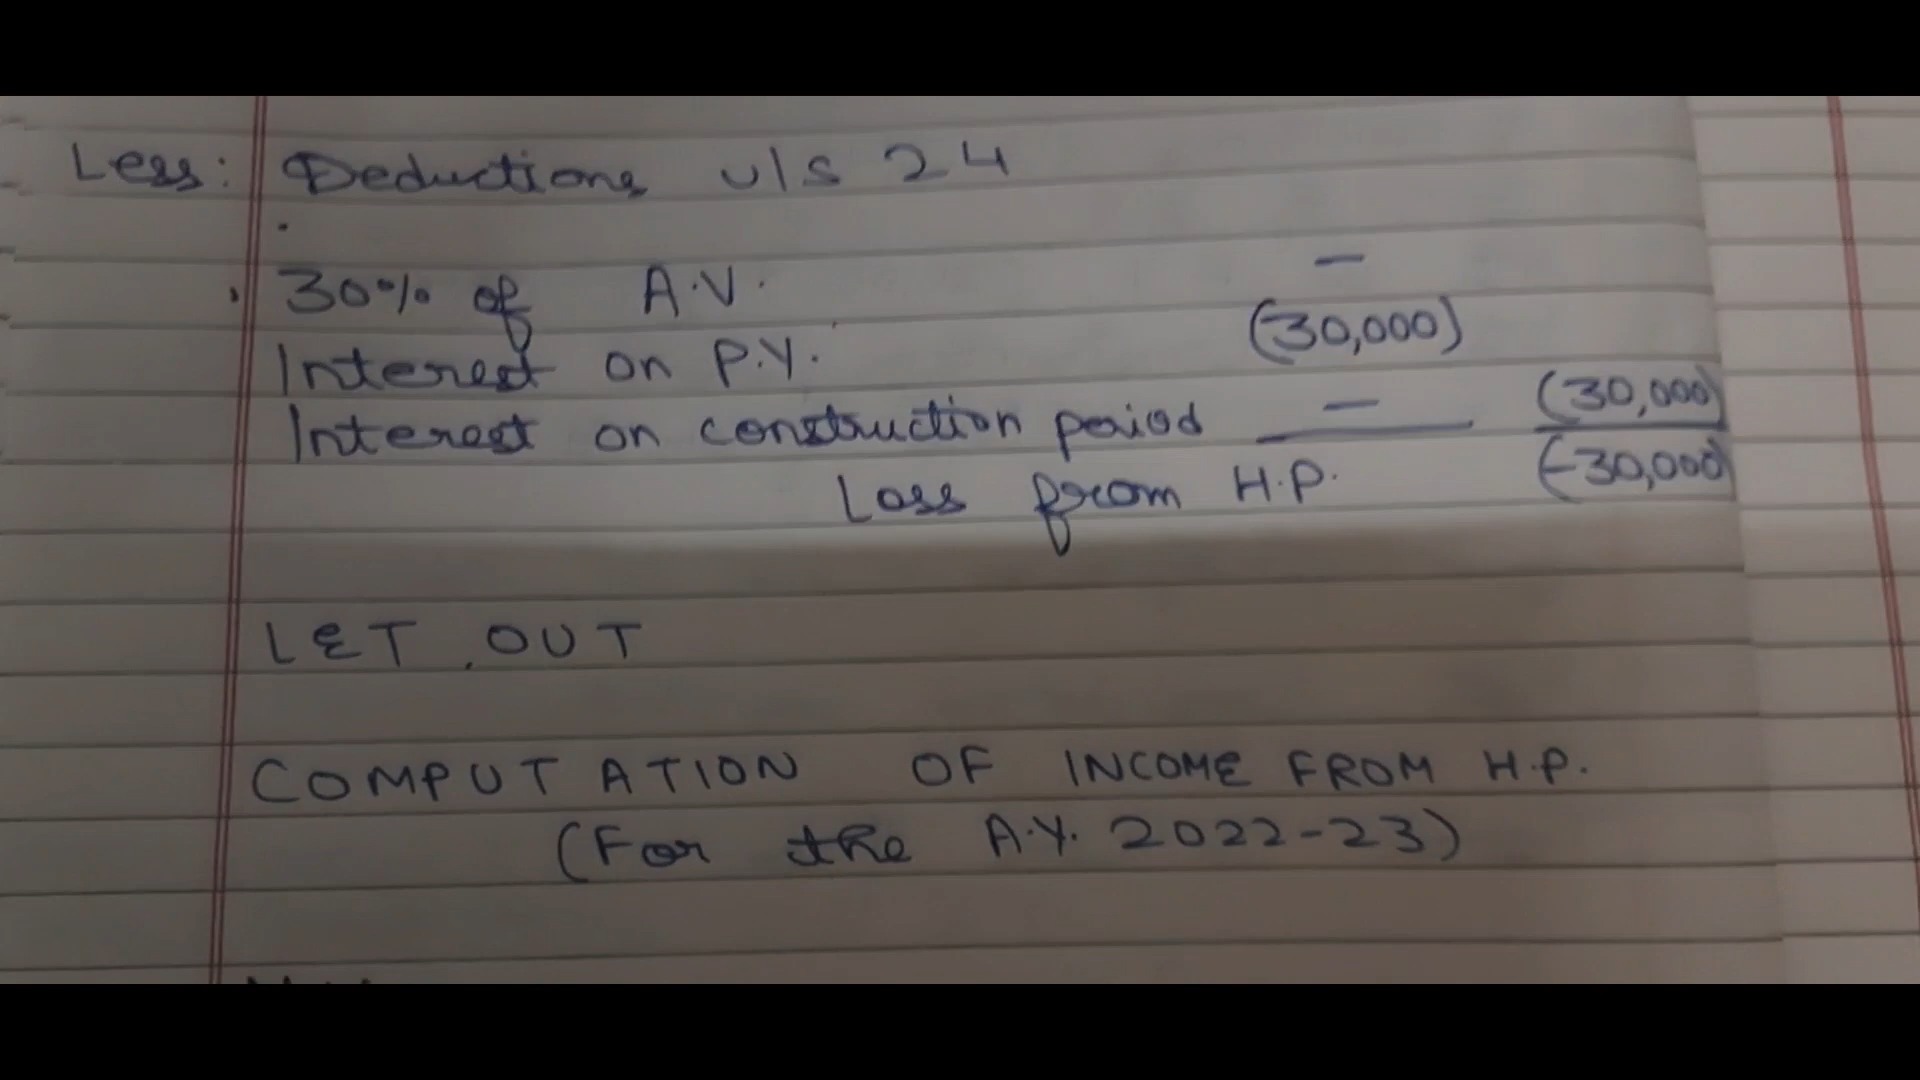 Less: Deductions u/s 24
30% of A.V. —
Interest on P.Y. (30,000)
Interest on construction period — (30,000)
Loss from H.P. (-30,000)
LET OUT
COMPUTATION OF INCOME FROM H.P.
(For the A.Y. 2022-23)